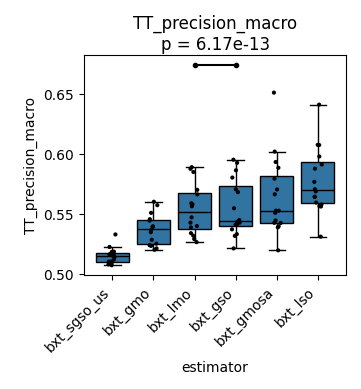 TT_precision_macro
p = 6.17e-13
TT_precision_macro
0.65
0.60
0.55
0.50
bxt_sgso_us
bxt_gmo
bxt_lmo
bxt_gso
bxt_gmosa
bxt_lso
estimator